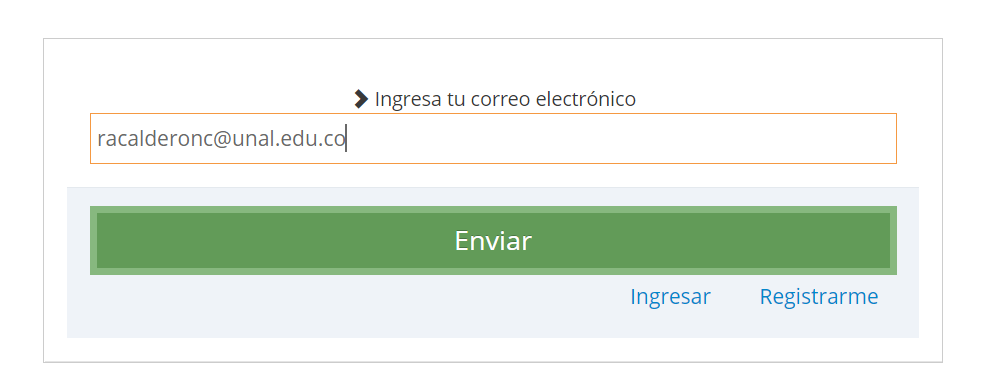 Ingresa tu correo electrónico
racalderonc@unal.edu.co
Enviar
Ingresar Registrarme